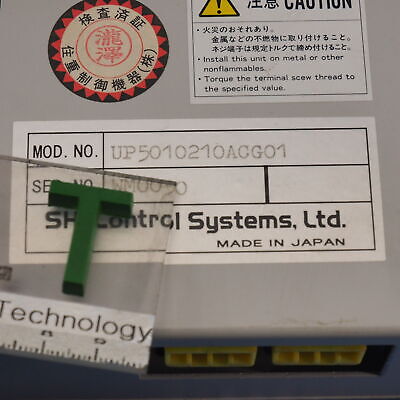 検査済証
瀧澤
住重制御機器(株)
注意 CAUTION
・火災のおそれあり。
金属などの不燃物に取り付けること。
ネジ端子は規定トルクで締め付けること。
・Install this unit on metal or other
nonflammables.
・Torque the terminal screw thread to
the specified value.
MOD. NO. UP5010210ACG01
NO.
Control Systems, Ltd.
MADE IN JAPAN
T
Technology
8 9